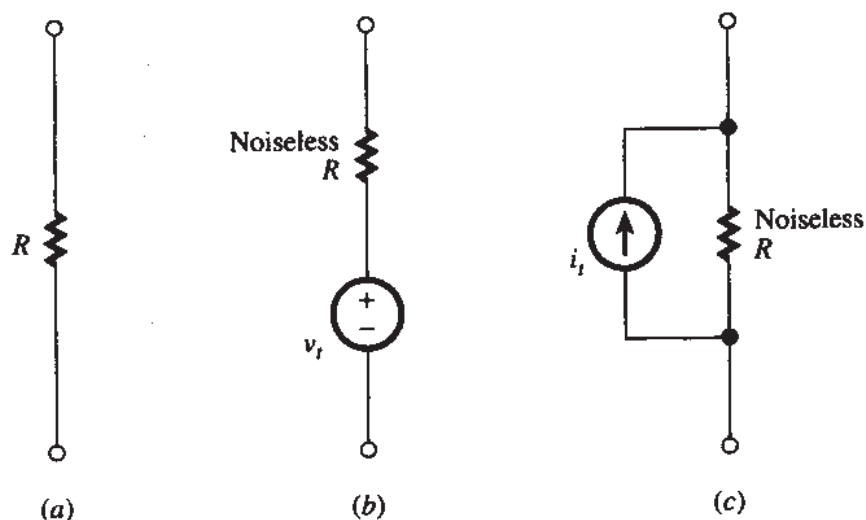 R
(a)
Noiseless
R
+
−
v_t
(b)
i_t
Noiseless
R
(c)